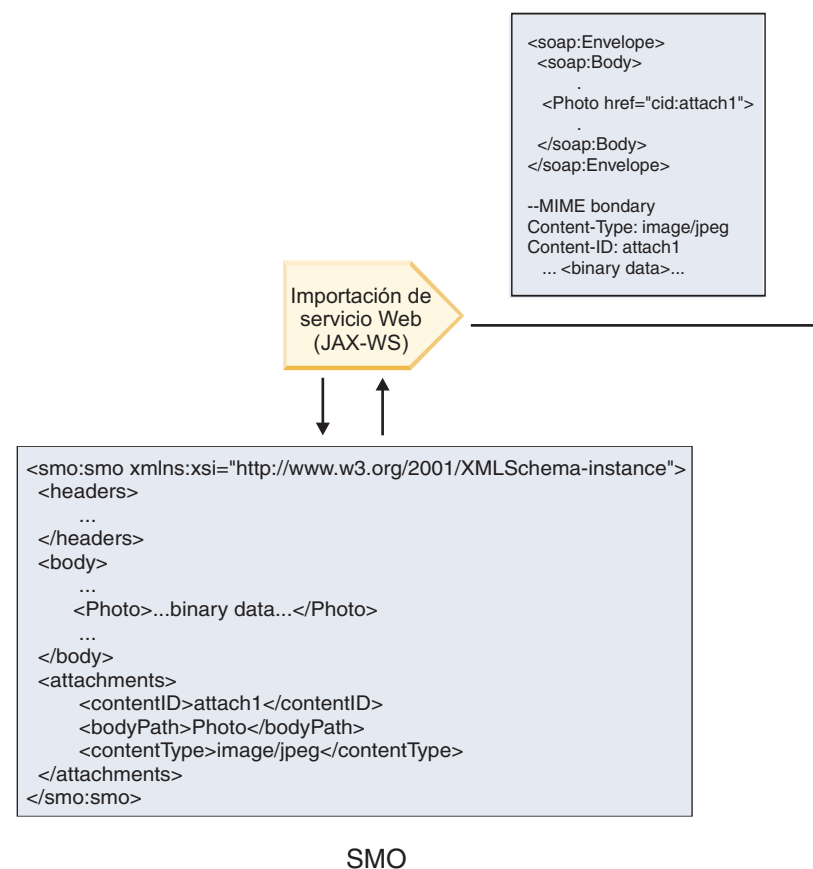 <soap:Envelope>
<soap:Body>
.
<Photo href="cid:attach1">
.
</soap:Body>
</soap:Envelope>
--MIME bondary
Content-Type: image/jpeg
Content-ID: attach1
... <binary data>...
Importación de
servicio Web
(JAX-WS)
<smo:smo xmlns:xsi="http://www.w3.org/2001/XMLSchema-instance">
<headers>
...
</headers>
<body>
...
<Photo>...binary data...</Photo>
...
</body>
<attachments>
<contentID>attach1</contentID>
<bodyPath>Photo</bodyPath>
<contentType>image/jpeg</contentType>
</attachments>
</smo:smo>
SMO